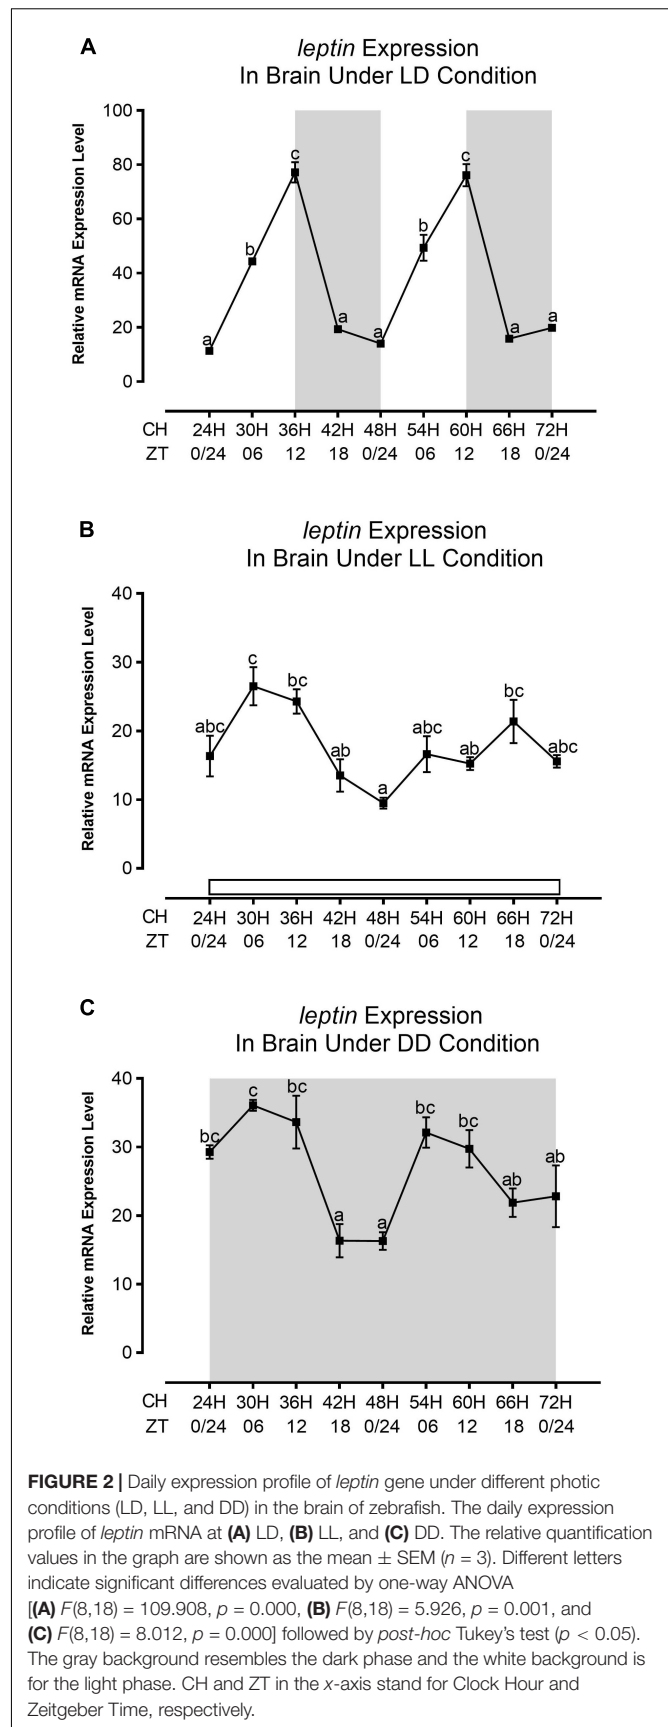 A
leptin Expression
In Brain Under LD Condition
Relative mRNA Expression Level
100
80
60
40
20
0
a
b
c
a
a
b
c
a
a
CH 24H 30H 36H 42H 48H 54H 60H 66H 72H
ZT 0/24 06 12 18 0/24 06 12 18 0/24
B
leptin Expression
In Brain Under LL Condition
Relative mRNA Expression Level
40
30
20
10
0
abc
c
bc
ab
a
abc
ab
bc
abc
CH 24H 30H 36H 42H 48H 54H 60H 66H 72H
ZT 0/24 06 12 18 0/24 06 12 18 0/24
C
leptin Expression
In Brain Under DD Condition
Relative mRNA Expression Level
40
30
20
10
0
bc
c
bc
a
a
bc
bc
ab
ab
CH 24H 30H 36H 42H 48H 54H 60H 66H 72H
ZT 0/24 06 12 18 0/24 06 12 18 0/24
FIGURE 2 | Daily expression profile of leptin gene under different photic
conditions (LD, LL, and DD) in the brain of zebrafish. The daily expression
profile of leptin mRNA at (A) LD, (B) LL, and (C) DD. The relative quantification
values in the graph are shown as the mean ± SEM (n = 3). Different letters
indicate significant differences evaluated by one-way ANOVA
[(A) F(8,18) = 109.908, p = 0.000, (B) F(8,18) = 5.926, p = 0.001, and
(C) F(8,18) = 8.012, p = 0.000] followed by post-hoc Tukey's test (p < 0.05).
The gray background resembles the dark phase and the white background is
for the light phase. CH and ZT in the x-axis stand for Clock Hour and
Zeitgeber Time, respectively.